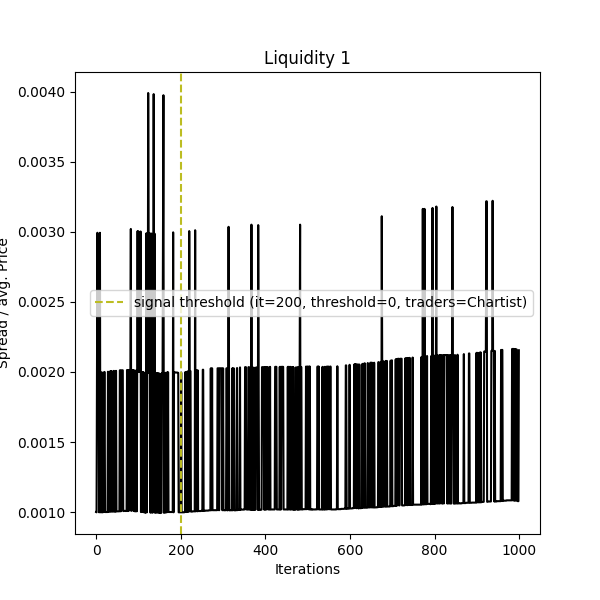 Liquidity 1
0.0040
0.0035
0.0030
0.0025
0.0020
0.0015
0.0010
Spread / avg. Price
signal threshold (it=200, threshold=0, traders=Chartist)
0 200 400 600 800 1000
Iterations